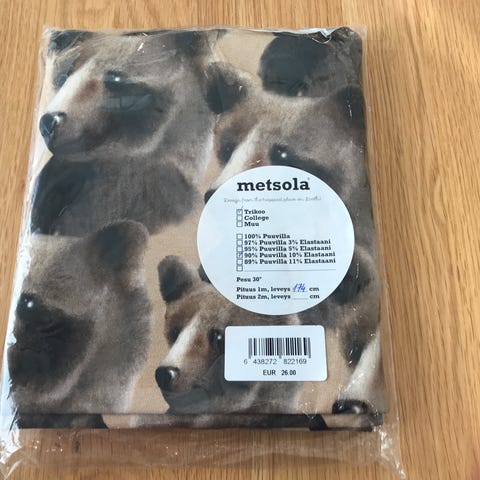 metsola
Design from the happiest place on Earth!
Trikoo
College
Muu
100% Puuvilla
97% Puuvilla 3% Elastaani
95% Puuvilla 5% Elastaani
90% Puuvilla 10% Elastaani
89% Puuvilla 11% Elastaani
Pesu 30°
Pituus 1m, leveys 174 cm
Pituus 2m, leveys ____ cm
6 438272 822169
EUR 26.00